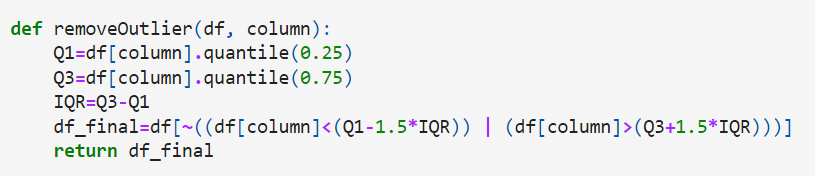 def removeOutlier(df, column):
    Q1=df[column].quantile(0.25)
    Q3=df[column].quantile(0.75)
    IQR=Q3-Q1
    df_final=df[~((df[column]<(Q1-1.5*IQR)) | (df[column]>(Q3+1.5*IQR)))]
    return df_final